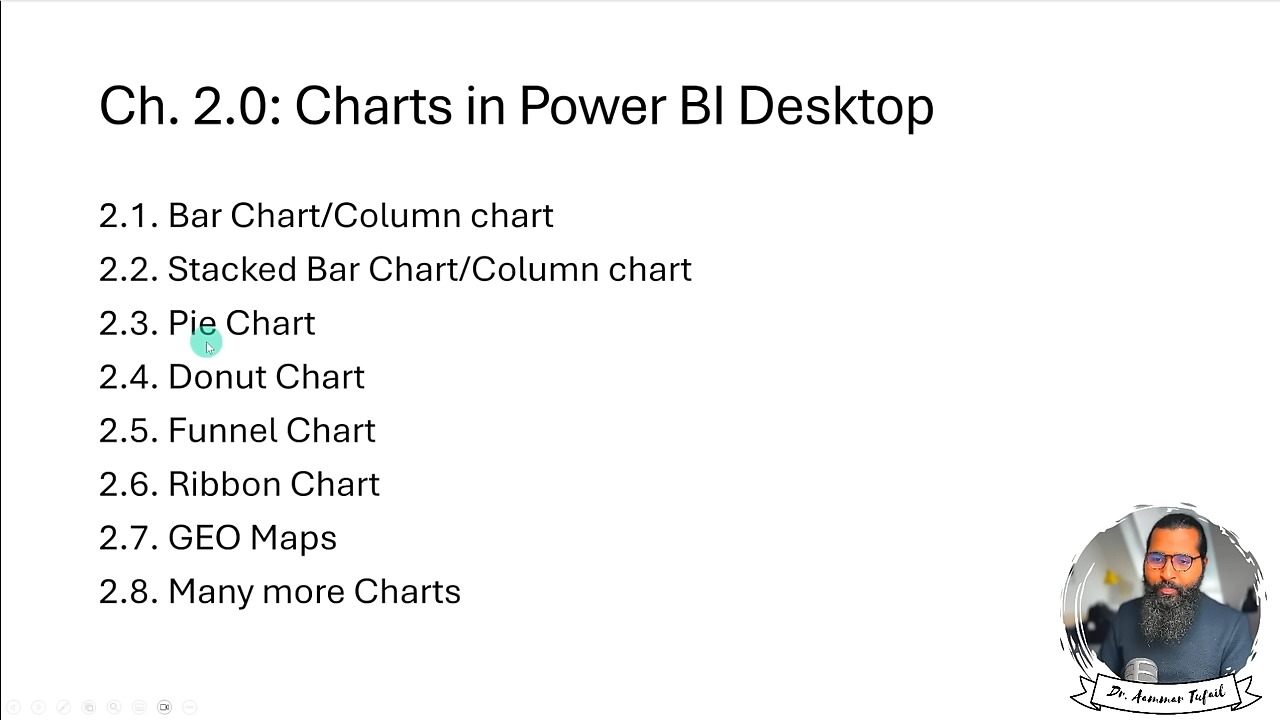 Ch. 2.0: Charts in Power BI Desktop
2.1. Bar Chart/Column chart
2.2. Stacked Bar Chart/Column chart
2.3. Pie Chart
2.4. Donut Chart
2.5. Funnel Chart
2.6. Ribbon Chart
2.7. GEO Maps
2.8. Many more Charts
Dr. Aammar Tufail